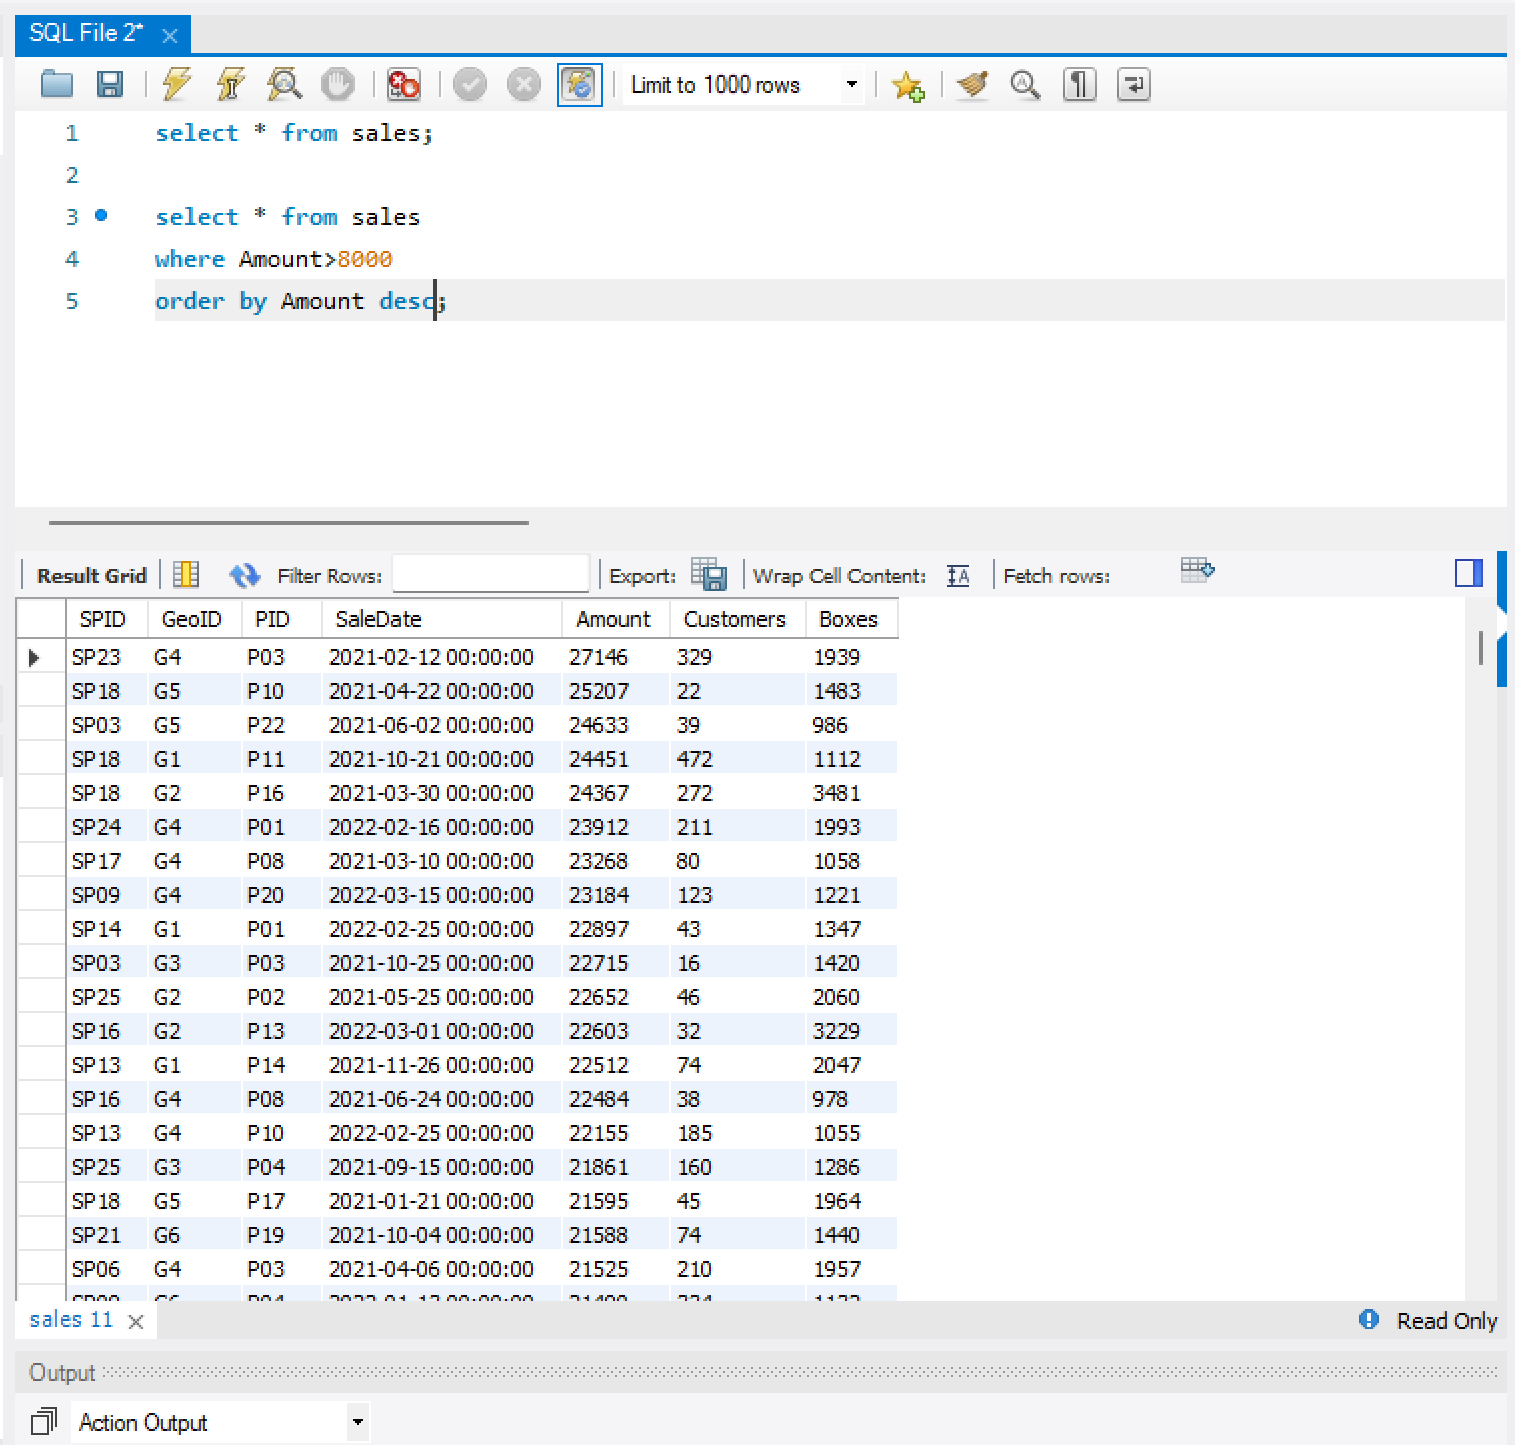 SQL File 2*
Limit to 1000 rows
1 select * from sales;
2
3 select * from sales
4 where Amount>8000
5 order by Amount desc;
Result Grid Filter Rows: Export: Wrap Cell Content: Fetch rows:
SPID GeoID PID SaleDate Amount Customers Boxes
SP23 G4 P03 2021-02-12 00:00:00 27146 329 1939
SP18 G5 P10 2021-04-22 00:00:00 25207 22 1483
SP03 G5 P22 2021-06-02 00:00:00 24633 39 986
SP18 G1 P11 2021-10-21 00:00:00 24451 472 1112
SP18 G2 P16 2021-03-30 00:00:00 24367 272 3481
SP24 G4 P01 2022-02-16 00:00:00 23912 211 1993
SP17 G4 P08 2021-03-10 00:00:00 23268 80 1058
SP09 G4 P20 2022-03-15 00:00:00 23184 123 1221
SP14 G1 P01 2022-02-25 00:00:00 22897 43 1347
SP03 G3 P03 2021-10-25 00:00:00 22715 16 1420
SP25 G2 P02 2021-05-25 00:00:00 22652 46 2060
SP16 G2 P13 2022-03-01 00:00:00 22603 32 3229
SP13 G1 P14 2021-11-26 00:00:00 22512 74 2047
SP16 G4 P08 2021-06-24 00:00:00 22484 38 978
SP13 G4 P10 2022-02-25 00:00:00 22155 185 1055
SP25 G3 P04 2021-09-15 00:00:00 21861 160 1286
SP18 G5 P17 2021-01-21 00:00:00 21595 45 1964
SP21 G6 P19 2021-10-04 00:00:00 21588 74 1440
SP06 G4 P03 2021-04-06 00:00:00 21525 210 1957
sales 11 Read Only
Output
Action Output